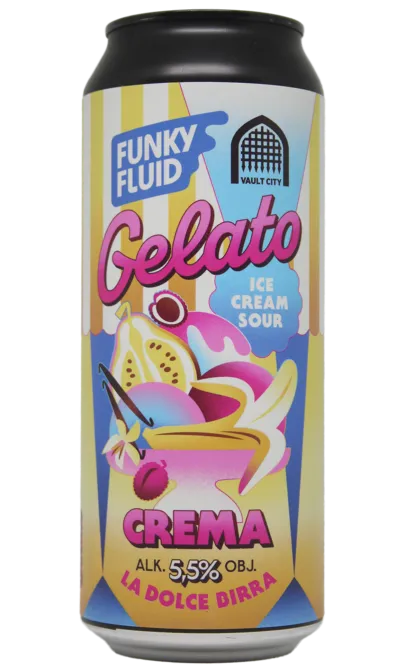 FUNKY
FLUID
VAULT CITY
Gelato
ICE
CREAM
SOUR
CREMA
ALK. 5,5% OBJ.
LA DOLCE BIRRA